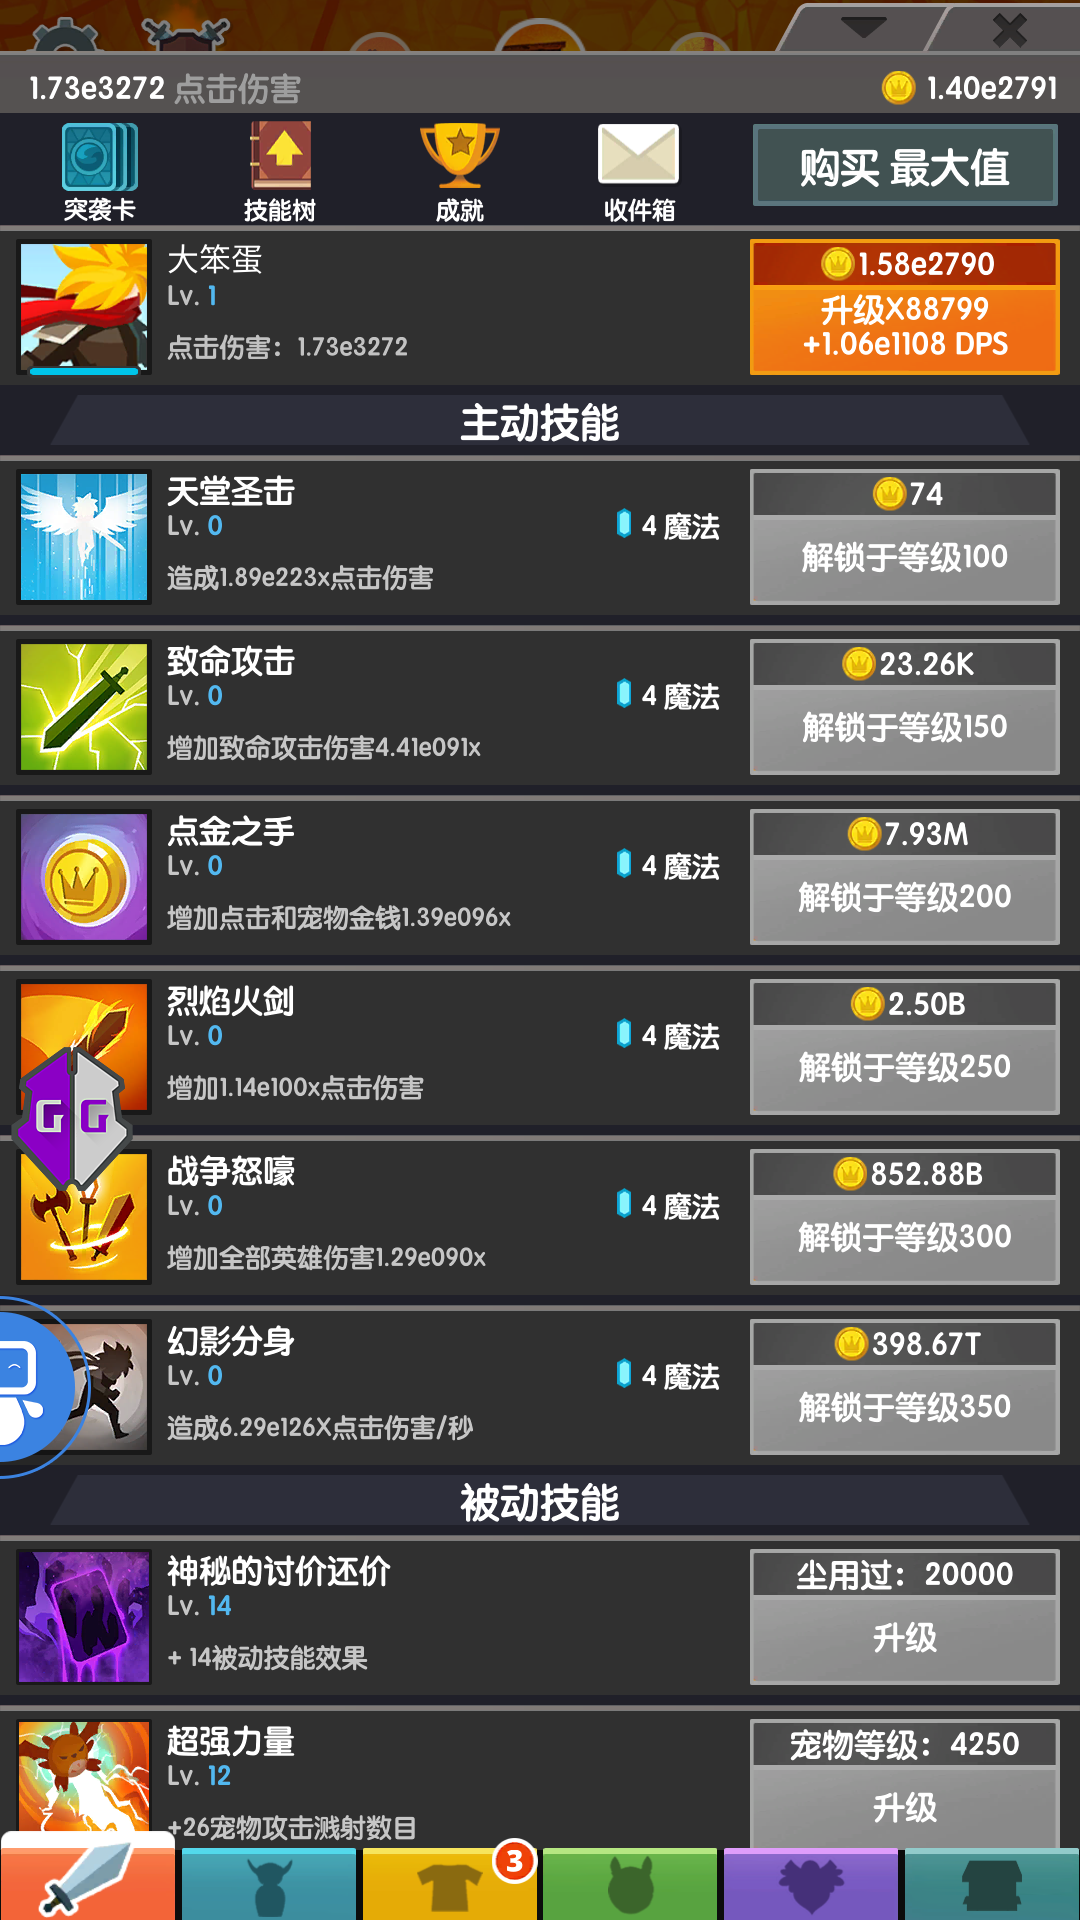 1.73e3272 点击伤害
1.40e2791
突袭卡
技能树
成就
收件箱
购买 最大值
大笨蛋
Lv. 1
点击伤害：1.73e3272
1.58e2790
升级X88799
+1.06e1108 DPS
主动技能
天堂圣击
Lv. 0
造成1.89e223x点击伤害
4 魔法
74
解锁于等级100
致命攻击
Lv. 0
增加致命攻击伤害4.41e091x
4 魔法
23.26K
解锁于等级150
点金之手
Lv. 0
增加点击和宠物金钱1.39e096x
4 魔法
7.93M
解锁于等级200
烈焰火剑
Lv. 0
增加1.14e100x点击伤害
4 魔法
2.50B
解锁于等级250
GG
战争怒嚎
Lv. 0
增加全部英雄伤害1.29e090x
4 魔法
852.88B
解锁于等级300
幻影分身
Lv. 0
造成6.29e126X点击伤害/秒
4 魔法
398.67T
解锁于等级350
被动技能
神秘的讨价还价
Lv. 14
+ 14被动技能效果
尘用过：20000
升级
超强力量
Lv. 12
+26宠物攻击溅射数目
宠物等级：4250
升级
3